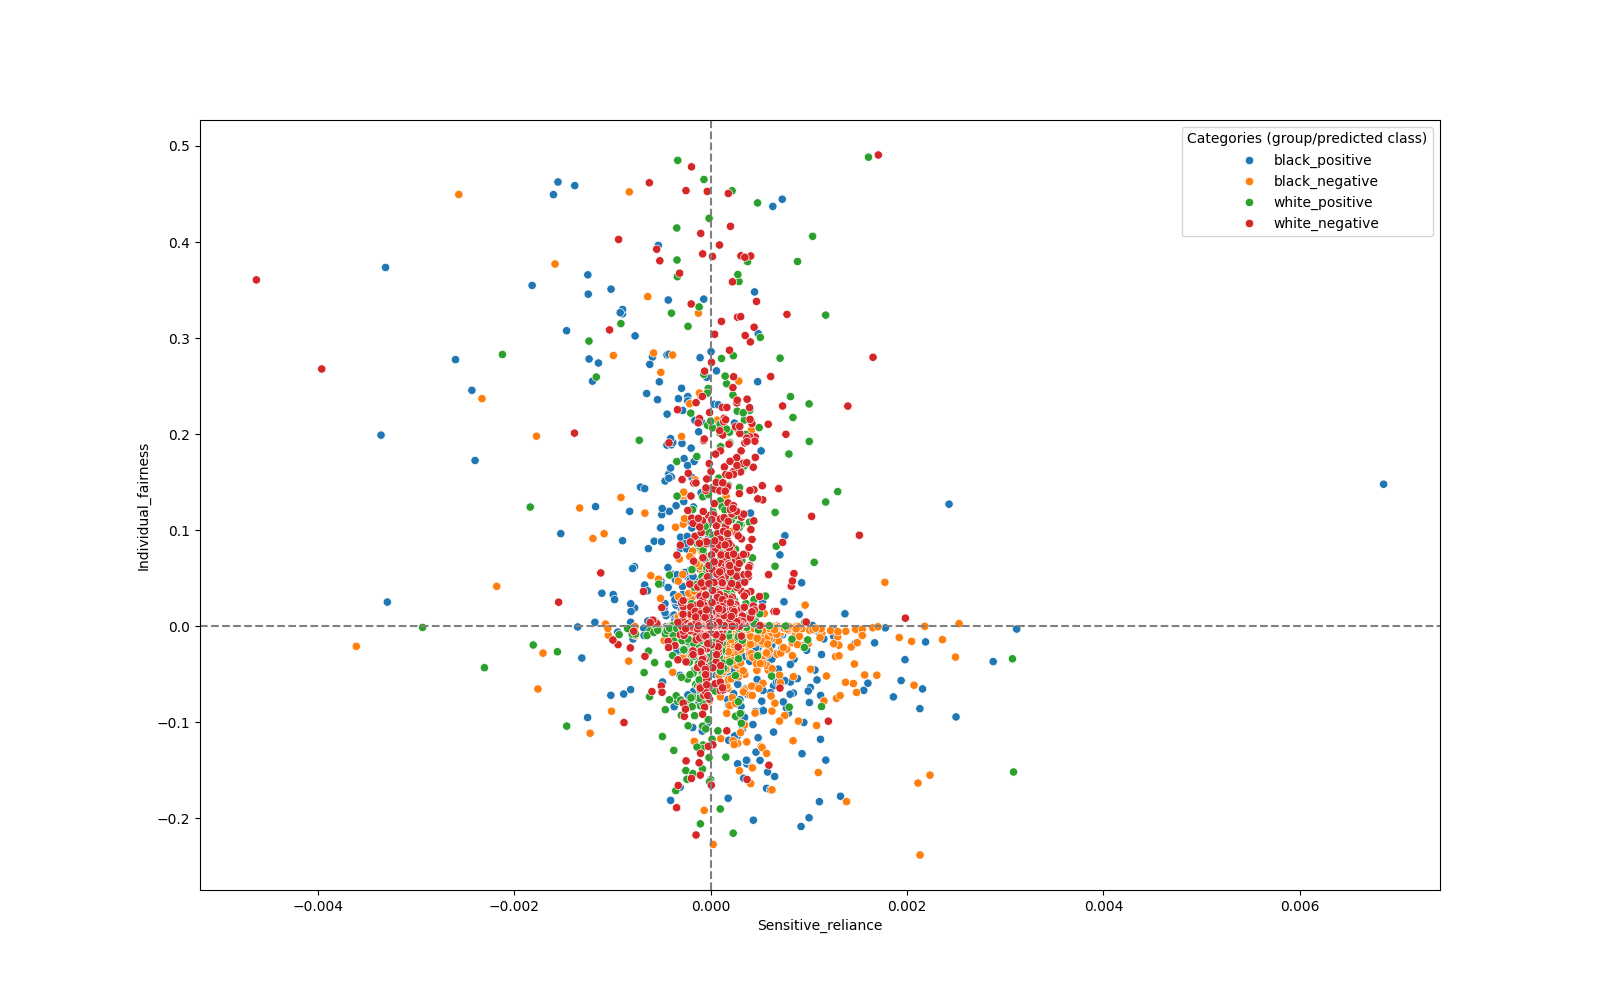 Categories (group/predicted class)
black_positive
black_negative
white_positive
white_negative
0.5
0.4
0.3
0.2
0.1
0.0
−0.1
−0.2
Individual_fairness
−0.004
−0.002
0.000
0.002
0.004
0.006
Sensitive_reliance